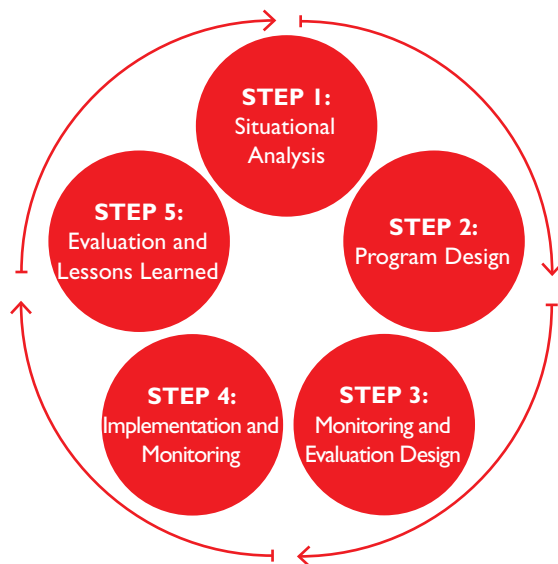 STEP 1:
Situational
Analysis
STEP 2:
Program Design
STEP 3:
Monitoring and
Evaluation Design
STEP 4:
Implementation and
Monitoring
STEP 5:
Evaluation and
Lessons Learned